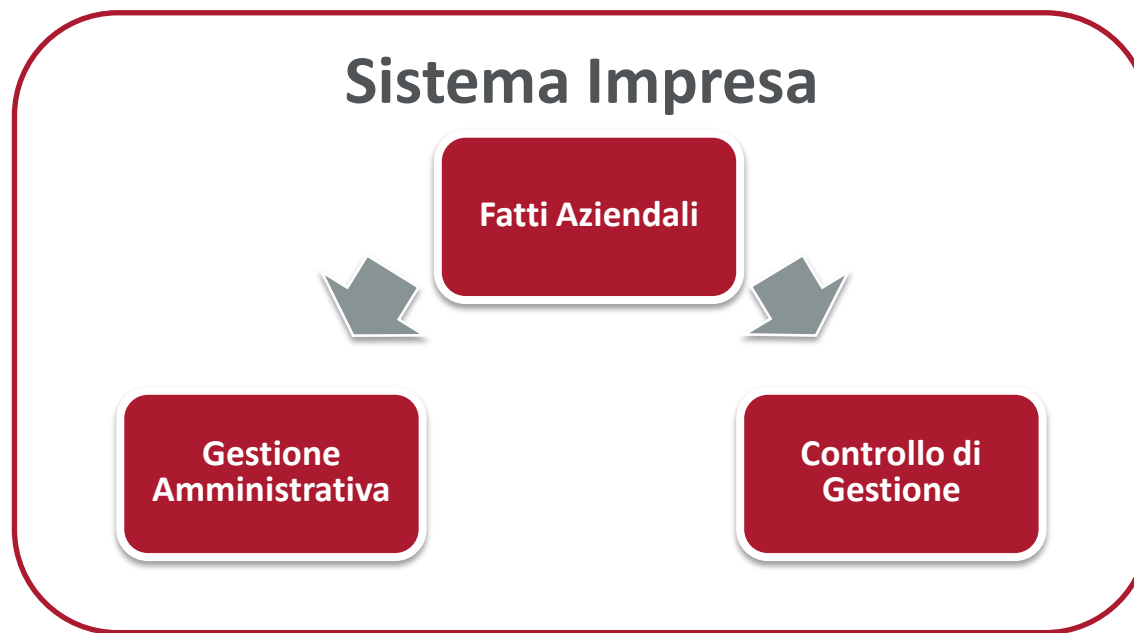 Sistema Impresa
Fatti Aziendali
Gestione
Amministrativa
Controllo di
Gestione